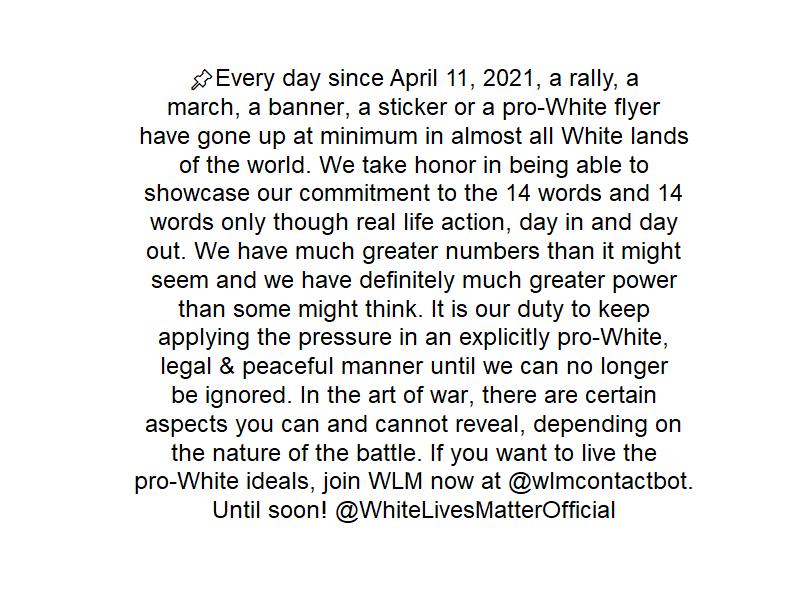 📌Every day since April 11, 2021, a rally, a
march, a banner, a sticker or a pro-White flyer
have gone up at minimum in almost all White lands
of the world. We take honor in being able to
showcase our commitment to the 14 words and 14
words only though real life action, day in and day
out. We have much greater numbers than it might
seem and we have definitely much greater power
than some might think. It is our duty to keep
applying the pressure in an explicitly pro-White,
legal & peaceful manner until we can no longer
be ignored. In the art of war, there are certain
aspects you can and cannot reveal, depending on
the nature of the battle. If you want to live the
pro-White ideals, join WLM now at @wlmcontactbot.
Until soon! @WhiteLivesMatterOfficial